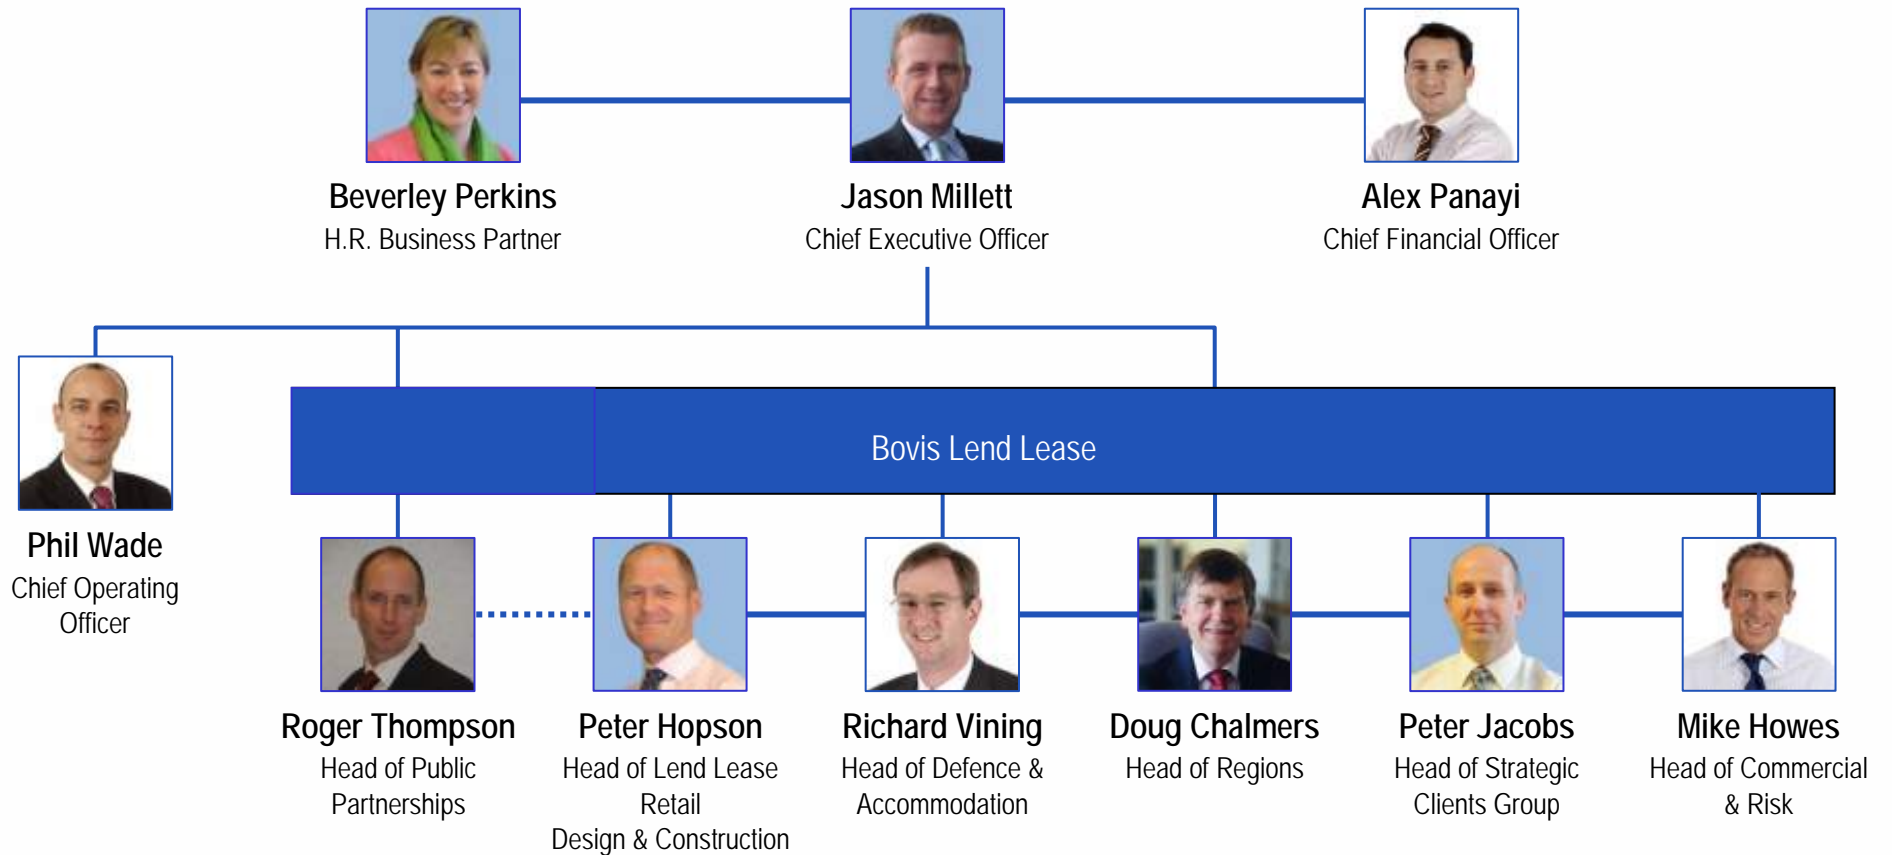 Beverley Perkins
H.R. Business Partner
Jason Millett
Chief Executive Officer
Alex Panayi
Chief Financial Officer
Phil Wade
Chief Operating
Officer
Bovis Lend Lease
Roger Thompson
Head of Public
Partnerships
Peter Hopson
Head of Lend Lease
Retail
Design & Construction
Richard Vining
Head of Defence &
Accommodation
Doug Chalmers
Head of Regions
Peter Jacobs
Head of Strategic
Clients Group
Mike Howes
Head of Commercial
& Risk